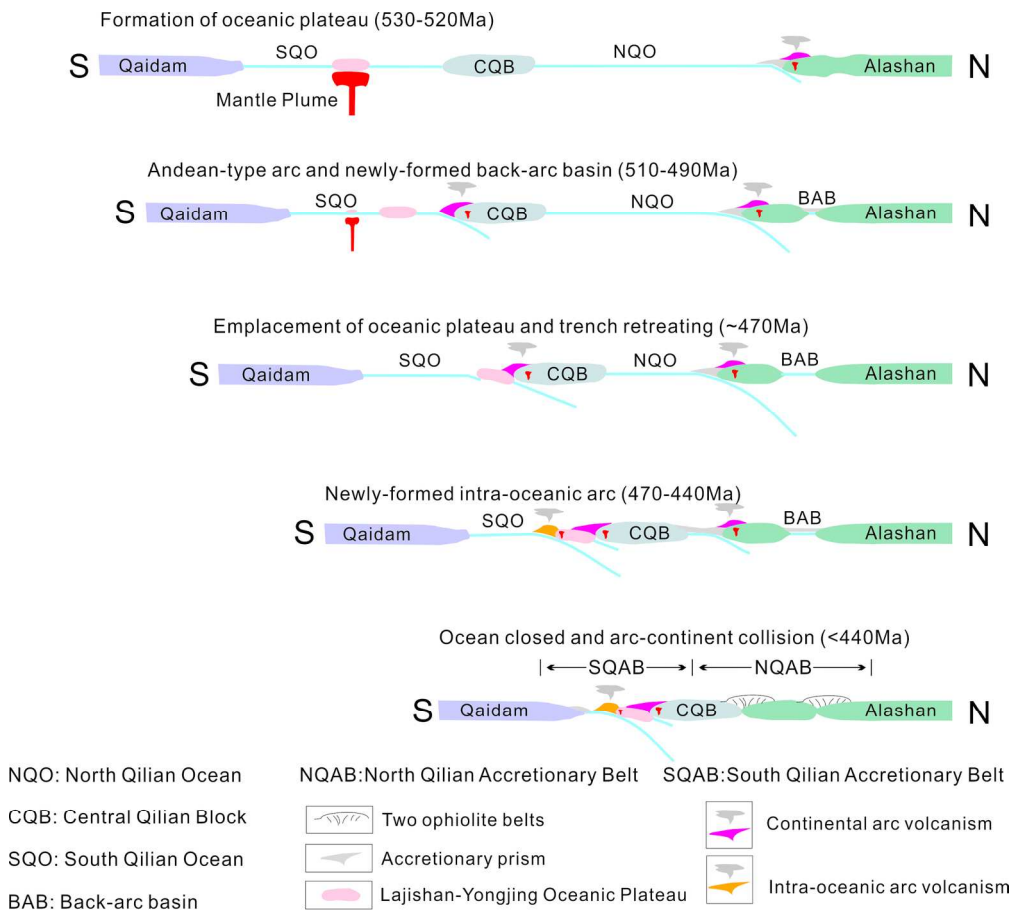 Formation of oceanic plateau (530-520Ma)
SQO
NQO
S
Qaidam
CQB
Alashan
N
Mantle Plume
Andean-type arc and newly-formed back-arc basin (510-490Ma)
SQO
NQO
BAB
S
Qaidam
CQB
Alashan
N
Emplacement of oceanic plateau and trench retreating (~470Ma)
SQO
NQO
BAB
S
Qaidam
CQB
Alashan
N
Newly-formed intra-oceanic arc (470-440Ma)
SQO
BAB
S
Qaidam
CQB
Alashan
N
Ocean closed and arc-continent collision (<440Ma)
SQAB
NQAB
S
Qaidam
CQB
Alashan
N
NQO: North Qilian Ocean
NQAB:North Qilian Accretionary Belt
SQAB:South Qilian Accretionary Belt
CQB: Central Qilian Block
Two ophiolite belts
Continental arc volcanism
SQO: South Qilian Ocean
Accretionary prism
BAB: Back-arc basin
Lajishan-Yongjing Oceanic Plateau
Intra-oceanic arc volcanism